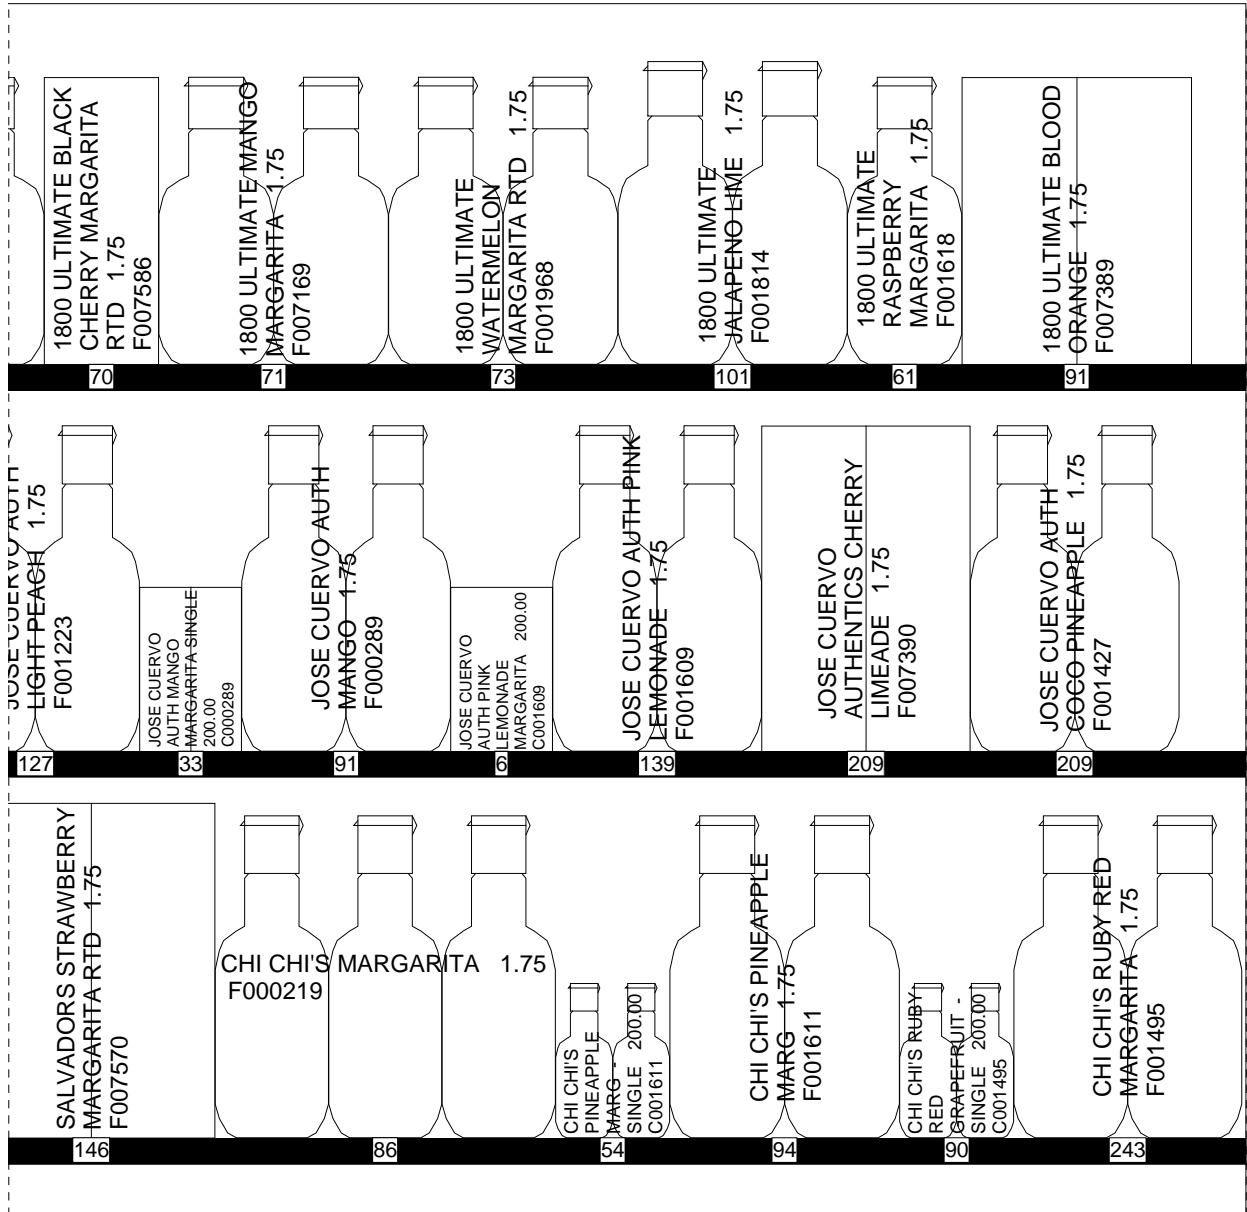 1800 ULTIMATE BLACK
CHERRY MARGARITA
RTD 1.75
F007586
1800 ULTIMATE MANGO
MARGARITA 1.75
F007169
1800 ULTIMATE
WATERMELON
MARGARITA RTD 1.75
F001968
1800 ULTIMATE
JALAPENO LIME 1.75
F001814
1800 ULTIMATE
RASPBERRY
MARGARITA 1.75
F001618
1800 ULTIMATE BLOOD
ORANGE 1.75
F007389
70
71
73
101
61
91
JOSE CUERVO AUTH
LIGHT PEACH 1.75
F001223
JOSE CUERVO
AUTH MANGO
MARGARITA SINGLE
200.00
C000289
JOSE CUERVO AUTH
MANGO 1.75
F000289
JOSE CUERVO
AUTH PINK
LEMONADE
MARGARITA 200.00
C001609
JOSE CUERVO AUTH PINK
LEMONADE 1.75
F001609
JOSE CUERVO
AUTHENTICS CHERRY
LIMEADE 1.75
F007390
JOSE CUERVO AUTH
COCO PINEAPPLE 1.75
F001427
127
33
91
6
139
209
209
SALVADORS STRAWBERRY
MARGARITA RTD 1.75
F007570
CHI CHI'S MARGARITA 1.75
F000219
CHI CHI'S
PINEAPPLE
MARG -
SINGLE 200.00
C001611
CHI CHI'S PINEAPPLE
MARG 1.75
F001611
CHI CHI'S RUBY
RED
GRAPEFRUIT -
SINGLE 200.00
C001495
CHI CHI'S RUBY RED
MARGARITA 1.75
F001495
146
86
54
94
90
243